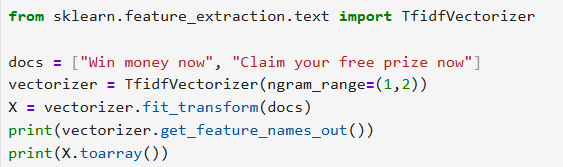 from sklearn.feature_extraction.text import TfidfVectorizer
docs = ["Win money now", "Claim your free prize now"]
vectorizer = TfidfVectorizer(ngram_range=(1,2))
X = vectorizer.fit_transform(docs)
print(vectorizer.get_feature_names_out())
print(X.toarray())